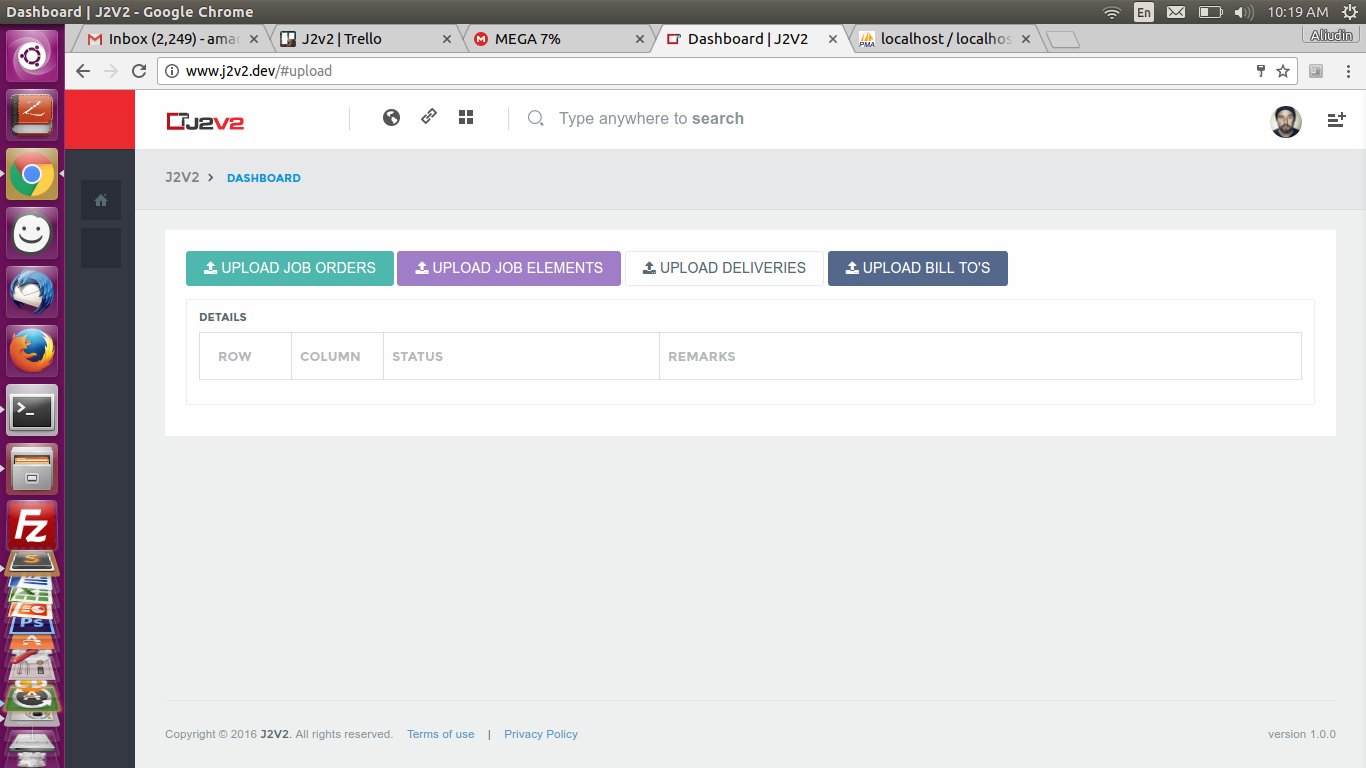 Dashboard | J2V2 - Google Chrome
En
10:19 AM
Inbox (2,249) - ama
J2v2 | Trello
MEGA 7%
Dashboard | J2V2
localhost / localhos
Aliudin
www.j2v2.dev/#upload
J2V2
Type anywhere to search
J2V2 > DASHBOARD
UPLOAD JOB ORDERS
UPLOAD JOB ELEMENTS
UPLOAD DELIVERIES
UPLOAD BILL TO'S
DETAILS
ROW
COLUMN
STATUS
REMARKS
Fz
S
Ps
Copyright © 2016 J2V2. All rights reserved. Terms of use | Privacy Policy
version 1.0.0